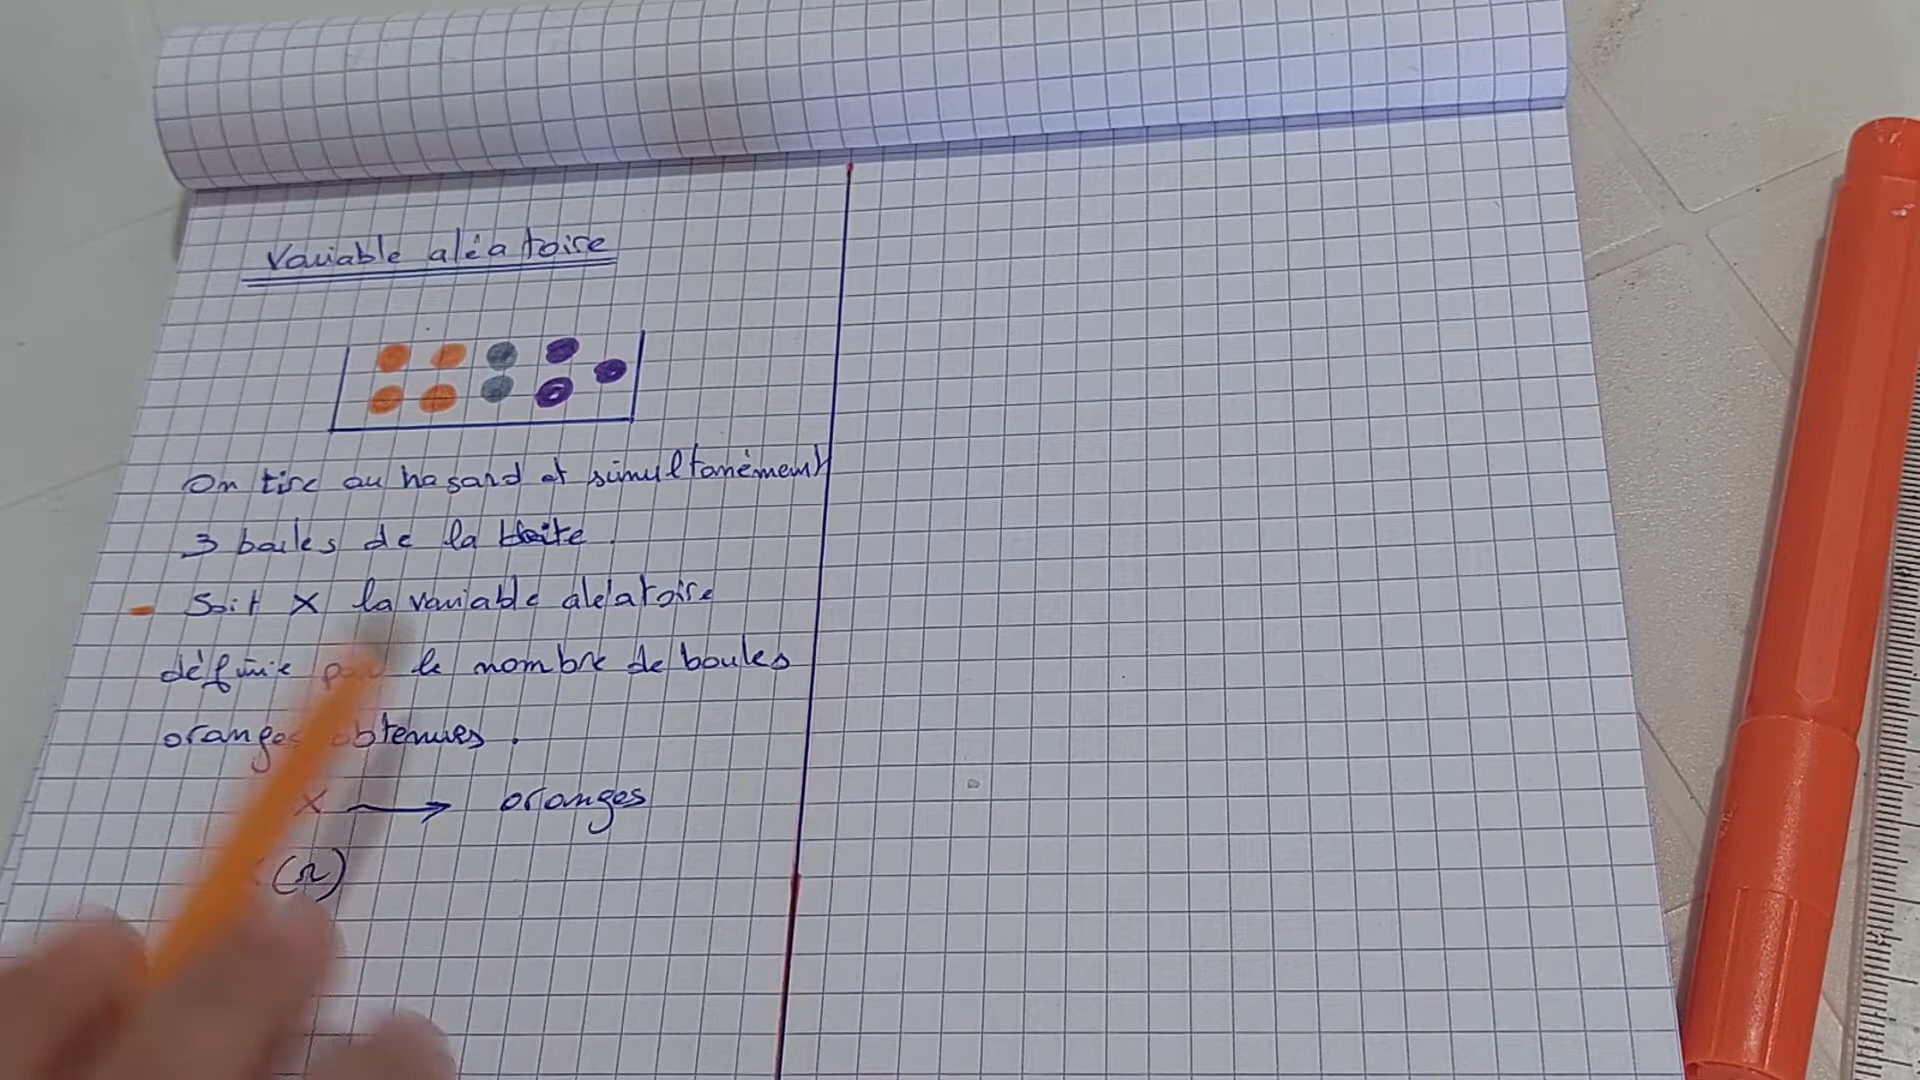 Variable aléatoire
On tire au hasard et simultanément
3 boules de la boite.
- Soit X la variable aléatoire
définie par le nombre de boules
oranges obtenues.
X → oranges
(Ω)